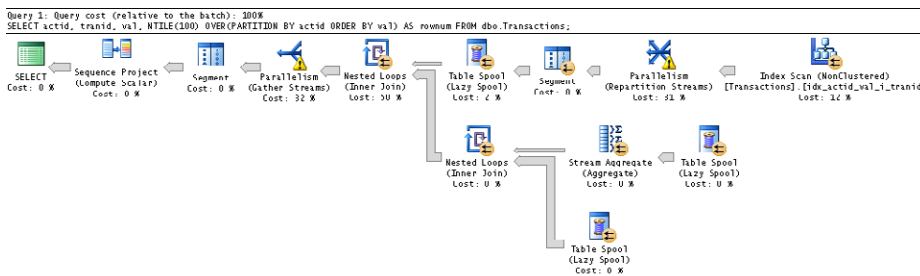 Query 1: Query cost (relative to the batch): 100%
SELECT actid, tranid, val, NTILE(100) OVER(PARTITION BY actid ORDER BY val) AS rownum FROM dbo.Transactions;
SELECT
Cost: 0 %
Sequence Project
(Compute Scalar)
Cost: 0 %
Segment
Cost: 0 %
Parallelism
(Gather Streams)
Cost: 32 %
Nested Loops
(Inner Join)
Cost: 50 %
Table Spool
(Lazy Spool)
Cost: 2 %
Segment
Cost: 0 %
Parallelism
(Repartition Streams)
Cost: 31 %
Index Scan (NonClustered)
[Transactions].[idx_actid_val_i_tranid
Cost: 12 %
Nested Loops
(Inner Join)
Cost: 0 %
Stream Aggregate
(Aggregate)
Cost: 0 %
Table Spool
(Lazy Spool)
Cost: 0 %
Table Spool
(Lazy Spool)
Cost: 0 %